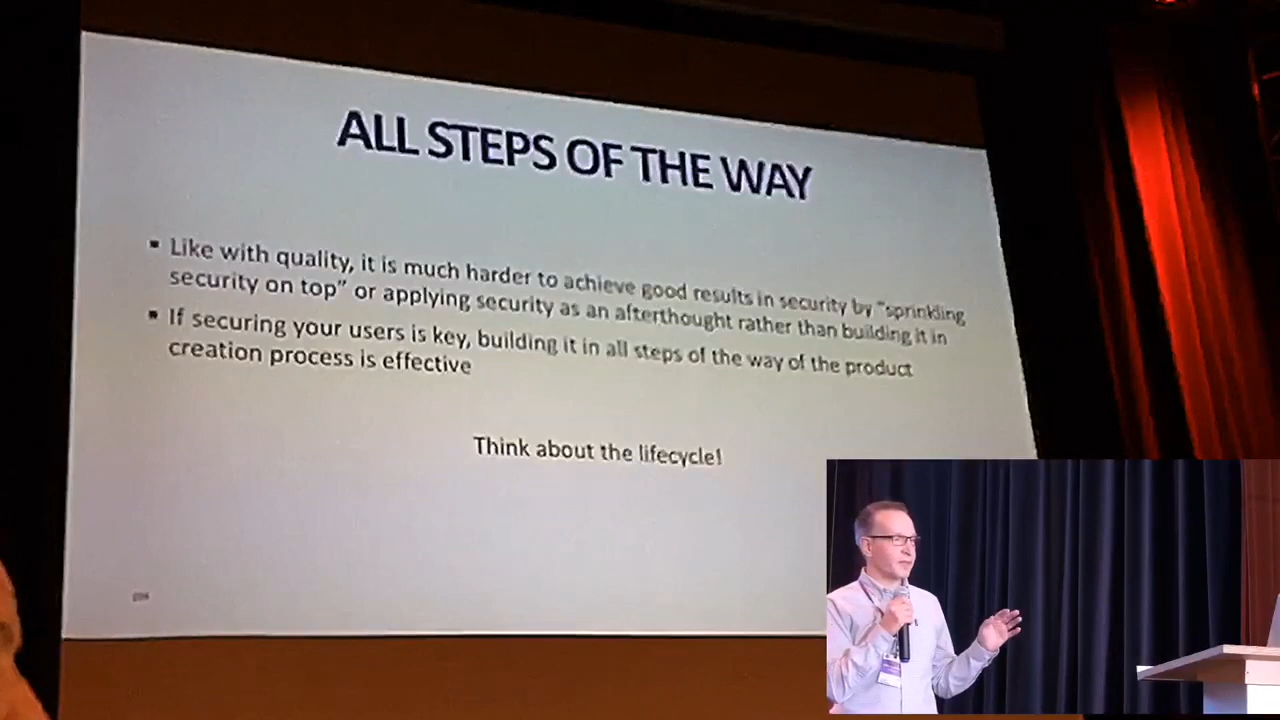 ALL STEPS OF THE WAY
▪ Like with quality, it is much harder to achieve good results in security by "sprinkling
security on top" or applying security as an afterthought rather than building it in
▪ If securing your users is key, building it in all steps of the way of the product
creation process is effective
Think about the lifecycle!